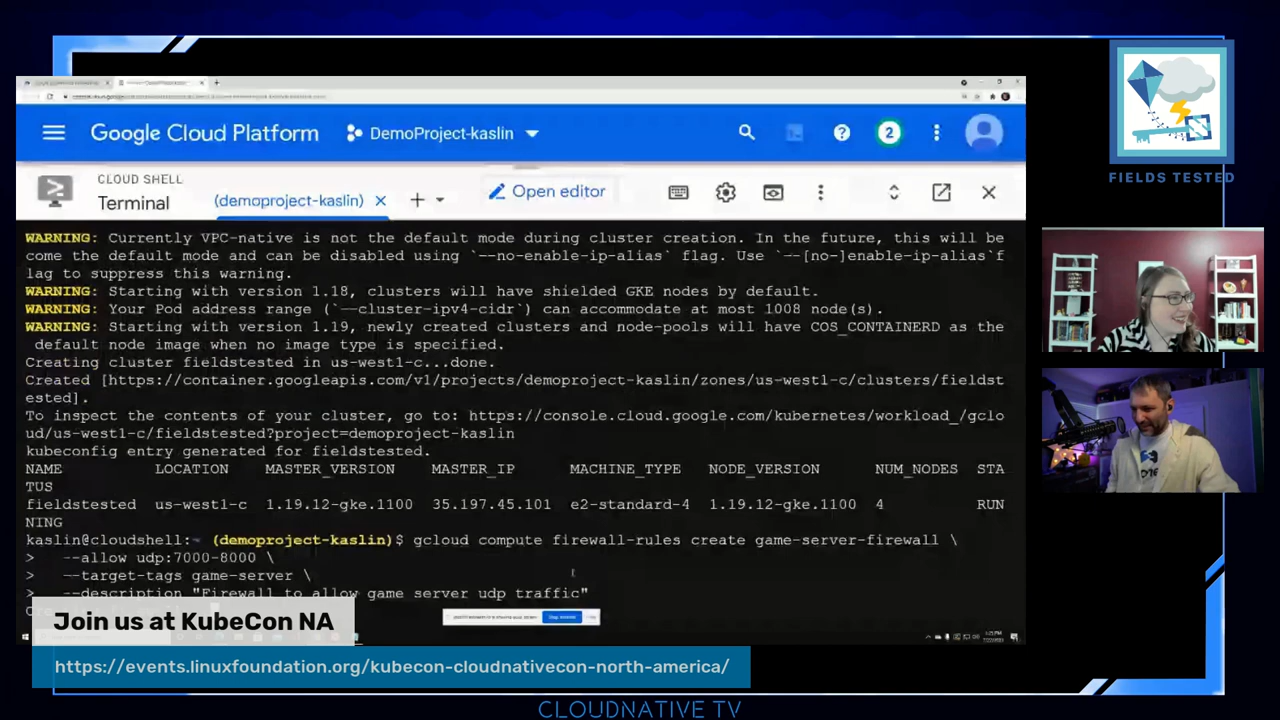 Google Cloud Platform
DemoProject-kaslin
2
CLOUD SHELL
Terminal
(demoproject-kaslin)
Open editor
WARNING: Currently VPC-native is not the default mode during cluster creation. In the future, this will be
come the default mode and can be disabled using `--no-enable-ip-alias` flag. Use `--[no-]enable-ip-alias`f
lag to suppress this warning.
WARNING: Starting with version 1.18, clusters will have shielded GKE nodes by default.
WARNING: Your Pod address range (`--cluster-ipv4-cidr`) can accommodate at most 1008 node(s).
WARNING: Starting with version 1.19, newly created clusters and node-pools will have COS_CONTAINERD as the
default node image when no image type is specified.
Creating cluster fieldstested in us-west1-c...done.
Created [https://container.googleapis.com/v1/projects/demoproject-kaslin/zones/us-west1-c/clusters/fieldst
ested].
To inspect the contents of your cluster, go to: https://console.cloud.google.com/kubernetes/workload_/gclo
ud/us-west1-c/fieldstested?project=demoproject-kaslin
kubeconfig entry generated for fieldstested.
NAME LOCATION MASTER_VERSION MASTER_IP MACHINE_TYPE NODE_VERSION NUM_NODES STA
TUS
fieldstested us-west1-c 1.19.12-gke.1100 35.197.45.101 e2-standard-4 1.19.12-gke.1100 4 RUN
NING
kaslin@cloudshell:~ (demoproject-kaslin)$ gcloud compute firewall-rules create game-server-firewall \
> --allow udp:7000-8000 \
> --target-tags game-server \
> --description "Firewall to allow game server udp traffic"
Join us at KubeCon NA
https://events.linuxfoundation.org/kubecon-cloudnativecon-north-america/
CLOUDNATIVE TV
FIELDS TESTED